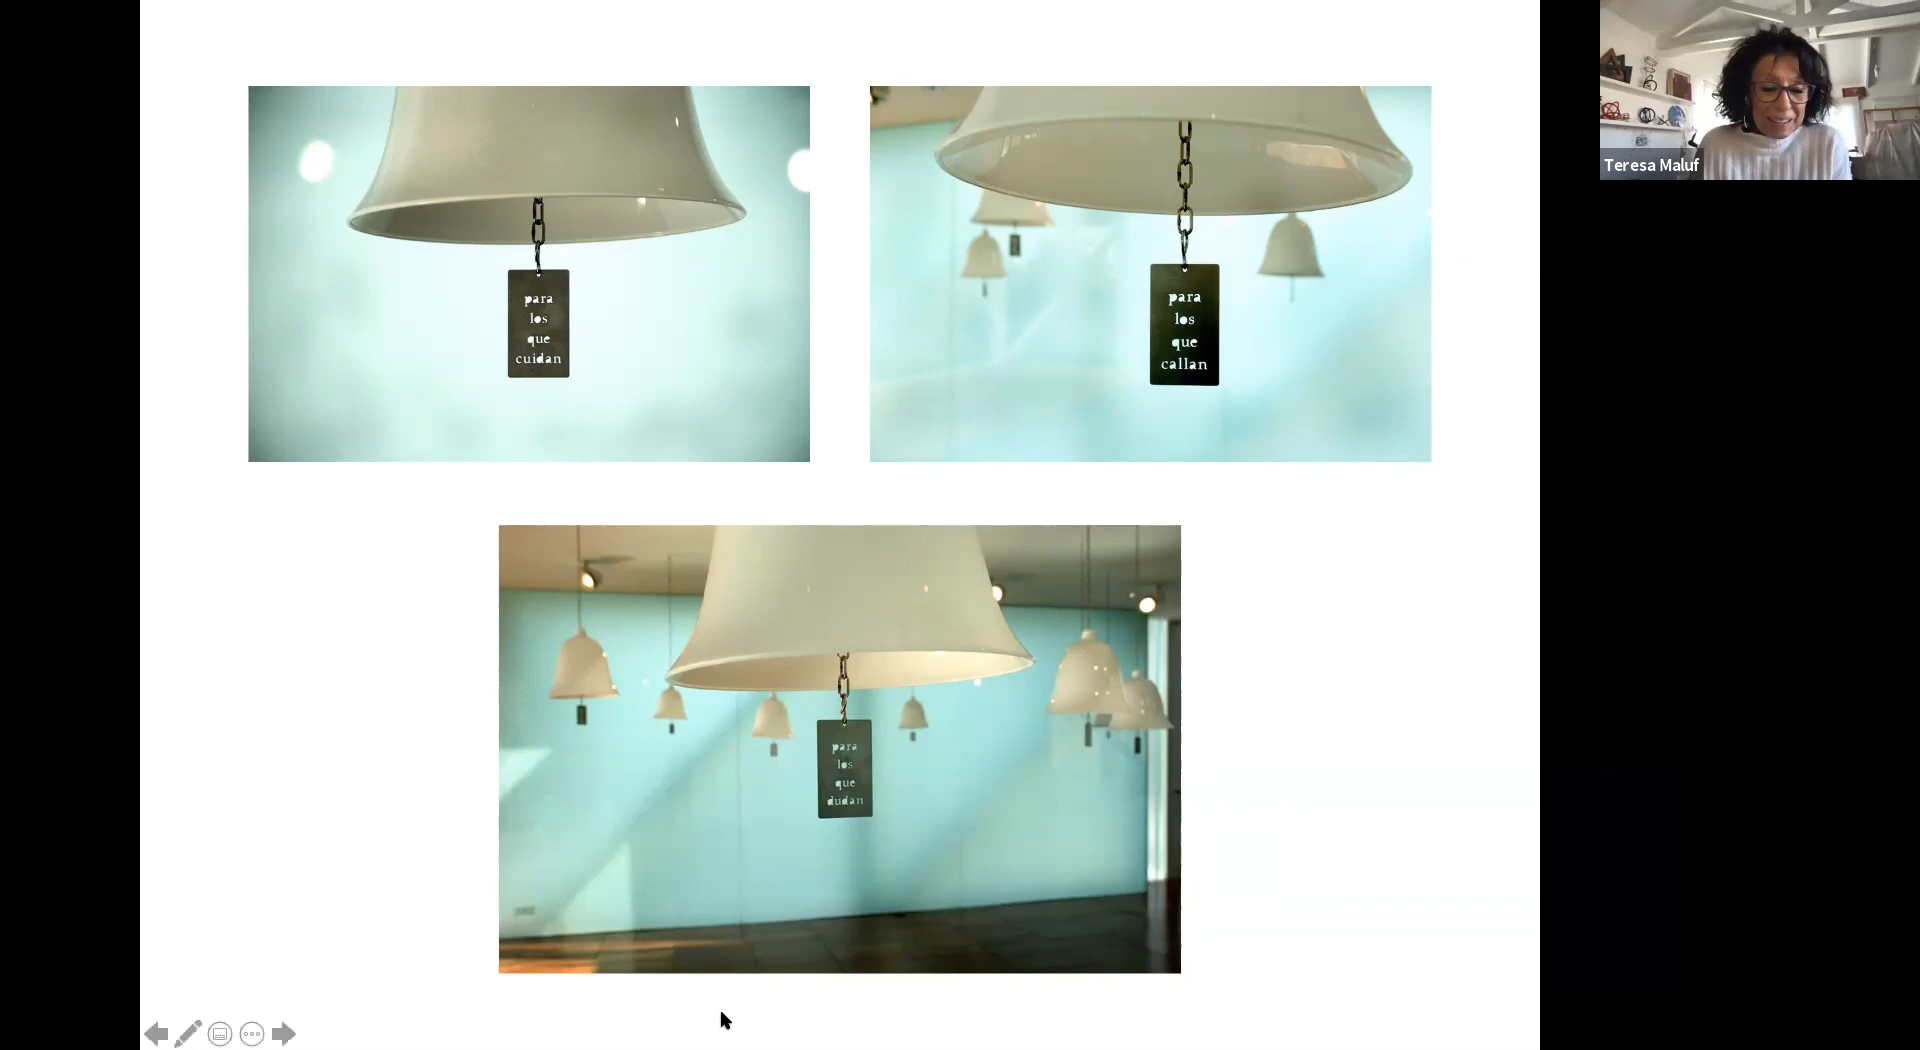 Teresa Maluf
para
los
que
cuidan
para
los
que
callan
para
los
que
dudan